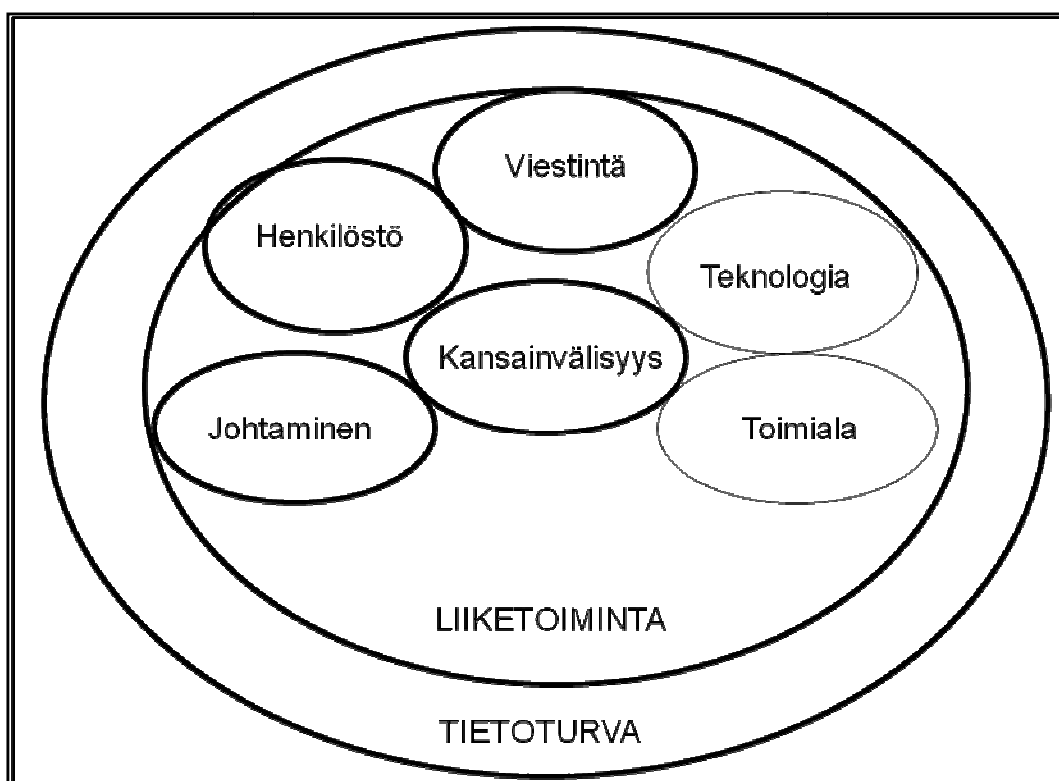 Viestintä
Henkilöstö
Teknologia
Kansainvälisyys
Johtaminen
Toimiala
LIIKETOIMINTA
TIETOTURVA